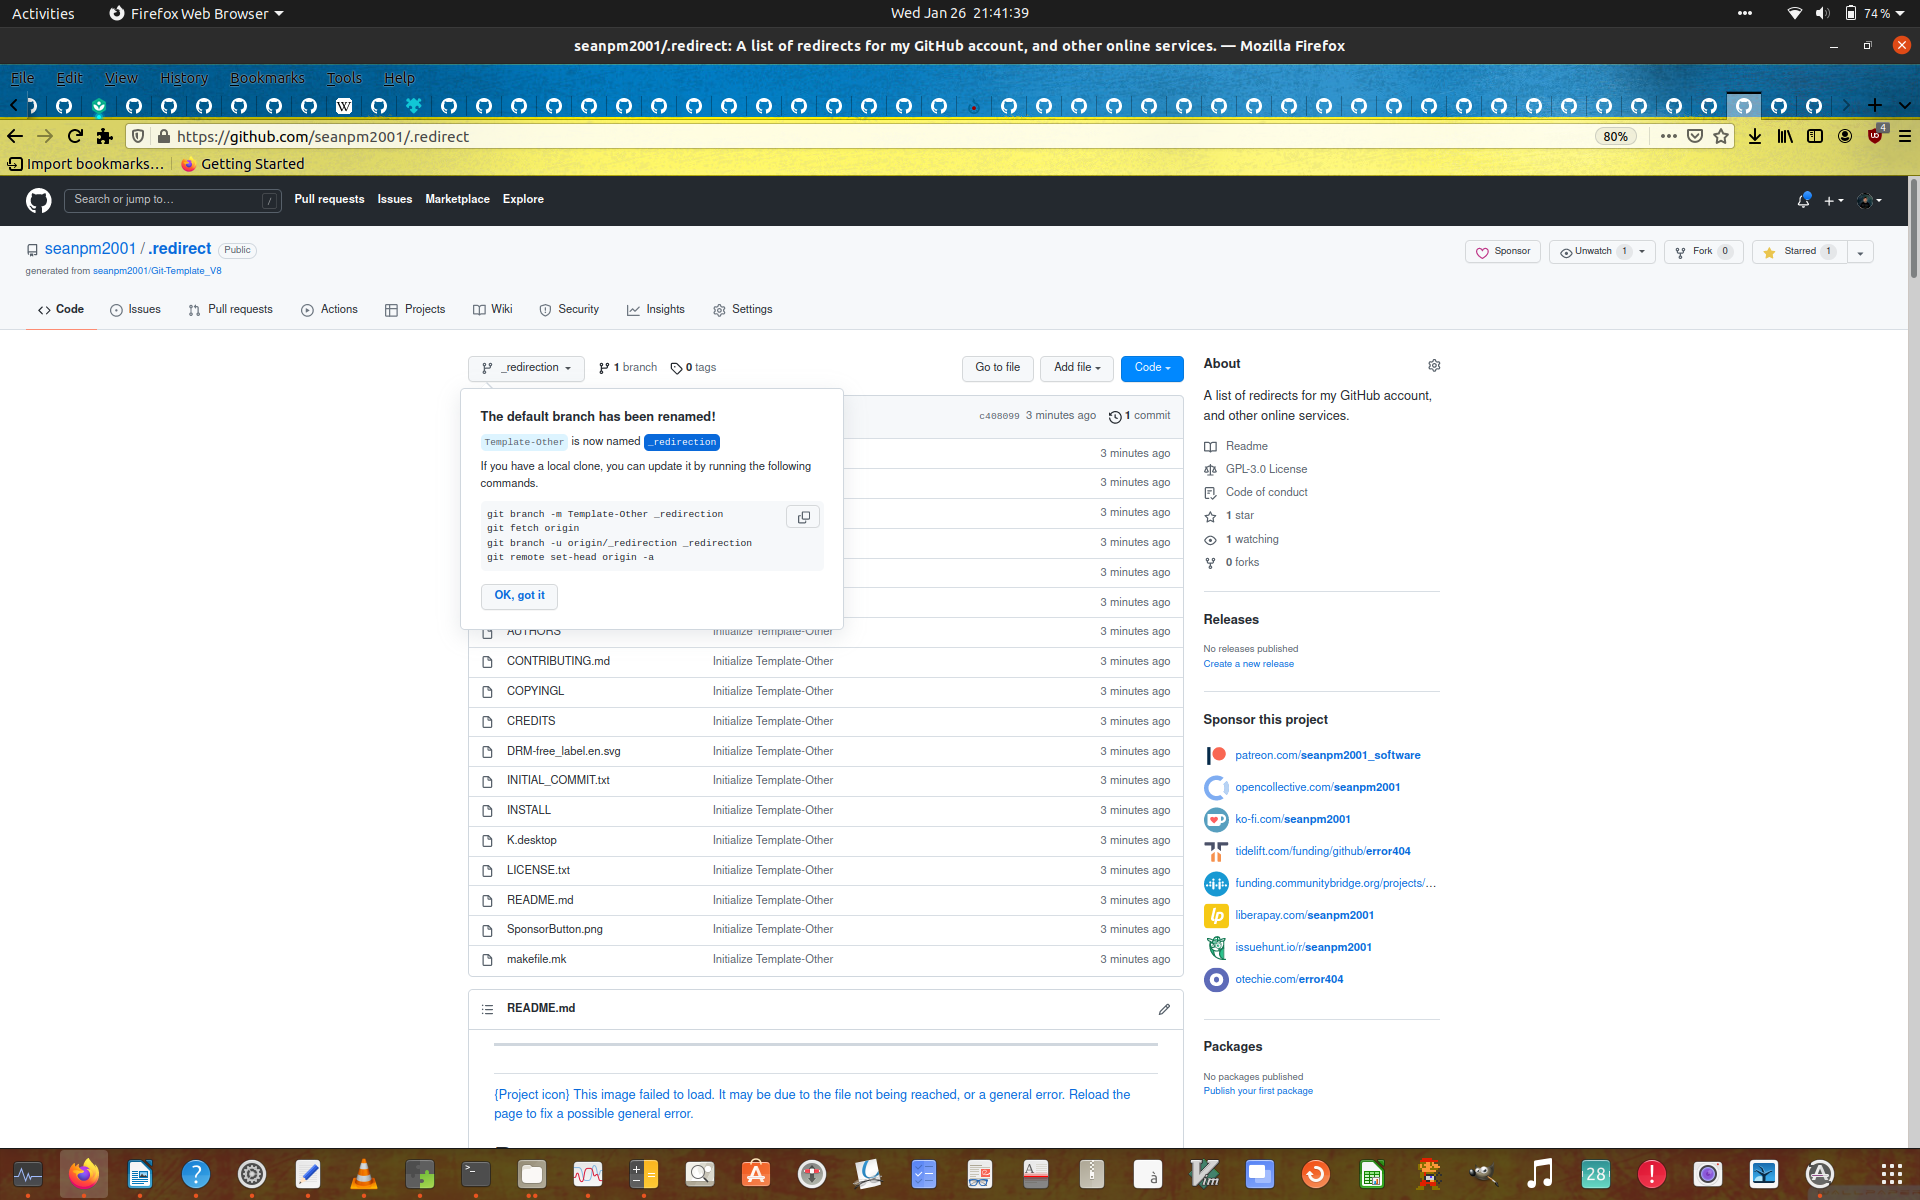 Activities
Firefox Web Browser
Wed Jan 26 21:41:39
74%
seanpm2001/.redirect: A list of redirects for my GitHub account, and other online services. — Mozilla Firefox
File Edit View History Bookmarks Tools Help
https://github.com/seanpm2001/.redirect
80%
4
Import bookmarks…
Getting Started
Search or jump to…
/
Pull requests Issues Marketplace Explore
seanpm2001 / .redirect
Public
Sponsor
Unwatch 1
Fork 0
Starred 1
generated from seanpm2001/Git-Template_V8
Code
Issues
Pull requests
Actions
Projects
Wiki
Security
Insights
Settings
_redirection
1 branch
0 tags
Go to file
Add file
Code
The default branch has been renamed!
Template-Other is now named _redirection
If you have a local clone, you can update it by running the following
commands.
git branch -m Template-Other _redirection
git fetch origin
git branch -u origin/_redirection _redirection
git remote set-head origin -a
OK, got it
c408099 3 minutes ago 1 commit
3 minutes ago
3 minutes ago
3 minutes ago
3 minutes ago
3 minutes ago
3 minutes ago
AUTHORS Initialize Template-Other 3 minutes ago
CONTRIBUTING.md Initialize Template-Other 3 minutes ago
COPYINGL Initialize Template-Other 3 minutes ago
CREDITS Initialize Template-Other 3 minutes ago
DRM-free_label.en.svg Initialize Template-Other 3 minutes ago
INITIAL_COMMIT.txt Initialize Template-Other 3 minutes ago
INSTALL Initialize Template-Other 3 minutes ago
K.desktop Initialize Template-Other 3 minutes ago
LICENSE.txt Initialize Template-Other 3 minutes ago
README.md Initialize Template-Other 3 minutes ago
SponsorButton.png Initialize Template-Other 3 minutes ago
makefile.mk Initialize Template-Other 3 minutes ago
README.md
{Project icon} This image failed to load. It may be due to the file not being reached, or a general error. Reload the
page to fix a possible general error.
About
A list of redirects for my GitHub account,
and other online services.
Readme
GPL-3.0 License
Code of conduct
1 star
1 watching
0 forks
Releases
No releases published
Create a new release
Sponsor this project
patreon.com/seanpm2001_software
opencollective.com/seanpm2001
ko-fi.com/seanpm2001
tidelift.com/funding/github/error404
funding.communitybridge.org/projects/…
liberapay.com/seanpm2001
issuehunt.io/r/seanpm2001
otechie.com/error404
Packages
No packages published
Publish your first package
28